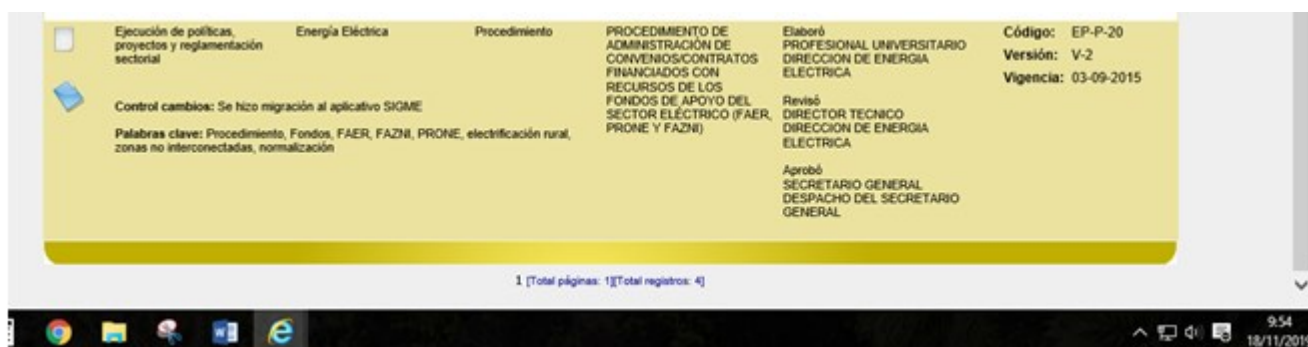 Ejecución de políticas,
proyectos y reglamentación
sectorial
Energía Eléctrica
Procedimiento
PROCEDIMIENTO DE
ADMINISTRACIÓN DE
CONVENIOS/CONTRATOS
FINANCIADOS CON
RECURSOS DE LOS
FONDOS DE APOYO DEL
SECTOR ELÉCTRICO (FAER,
PRONE Y FAZNI)
Elaboró
PROFESIONAL UNIVERSITARIO
DIRECCION DE ENERGIA
ELECTRICA
Revisó
DIRECTOR TECNICO
DIRECCION DE ENERGIA
ELECTRICA
Aprobó
SECRETARIO GENERAL
DESPACHO DEL SECRETARIO
GENERAL
Código: EP-P-20
Versión: V-2
Vigencia: 03-09-2015
Control cambios: Se hizo migración al aplicativo SIGME
Palabras clave: Procedimiento, Fondos, FAER, FAZNI, PRONE, electrificación rural,
zonas no interconectadas, normalización
1 [Total páginas: 1][Total registros: 4]
9:54
18/11/201